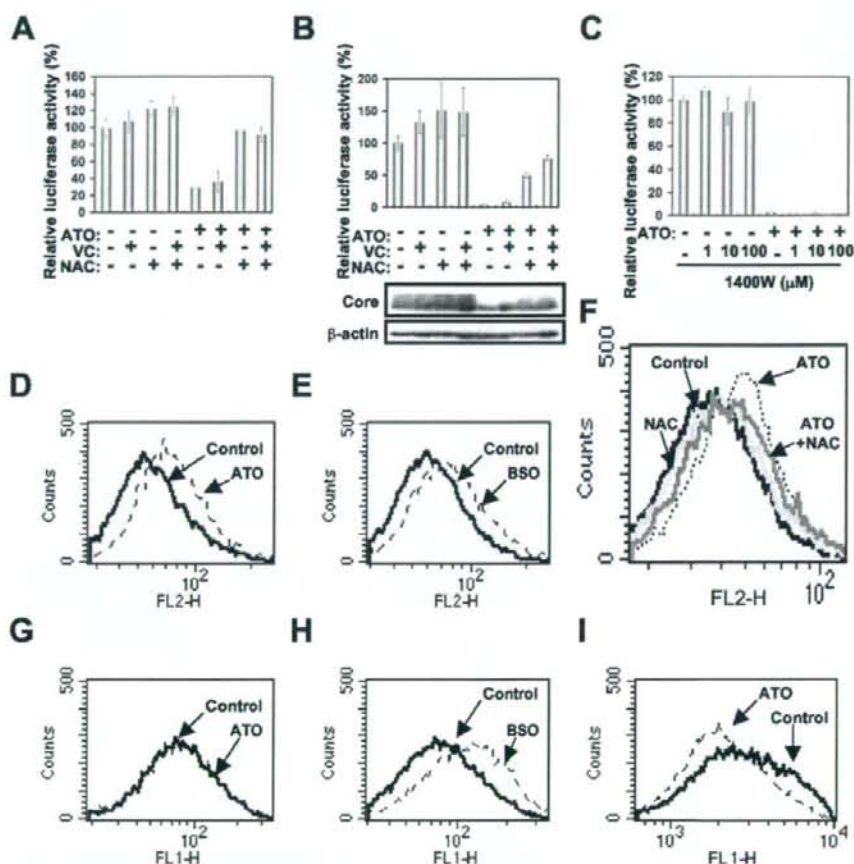 A
Relative luciferase activity (%)
160
140
120
100
80
60
40
20
0
ATO: - - - - + + + +
VC: - + - + - + - +
NAC: - - + + - - + +
B
Relative luciferase activity (%)
200
150
100
50
0
ATO: - - - - + + + +
VC: - + - + - + - +
NAC: - - + + - - + +
Core
β-actin
C
Relative luciferase activity (%)
120
100
80
60
40
20
0
ATO: - - - - + + + +
- 1 10 100 - 1 10 100
1400W (μM)
D
500
Counts
0
Control
ATO
10²
FL2-H
E
500
Counts
0
Control
BSO
10²
FL2-H
F
500
Counts
0
Control
ATO
NAC
ATO
+NAC
FL2-H
10²
G
500
Counts
0
Control
ATO
10²
FL1-H
H
500
Counts
0
Control
BSO
10²
FL1-H
I
500
Counts
0
ATO
Control
10³
10⁴
FL1-H